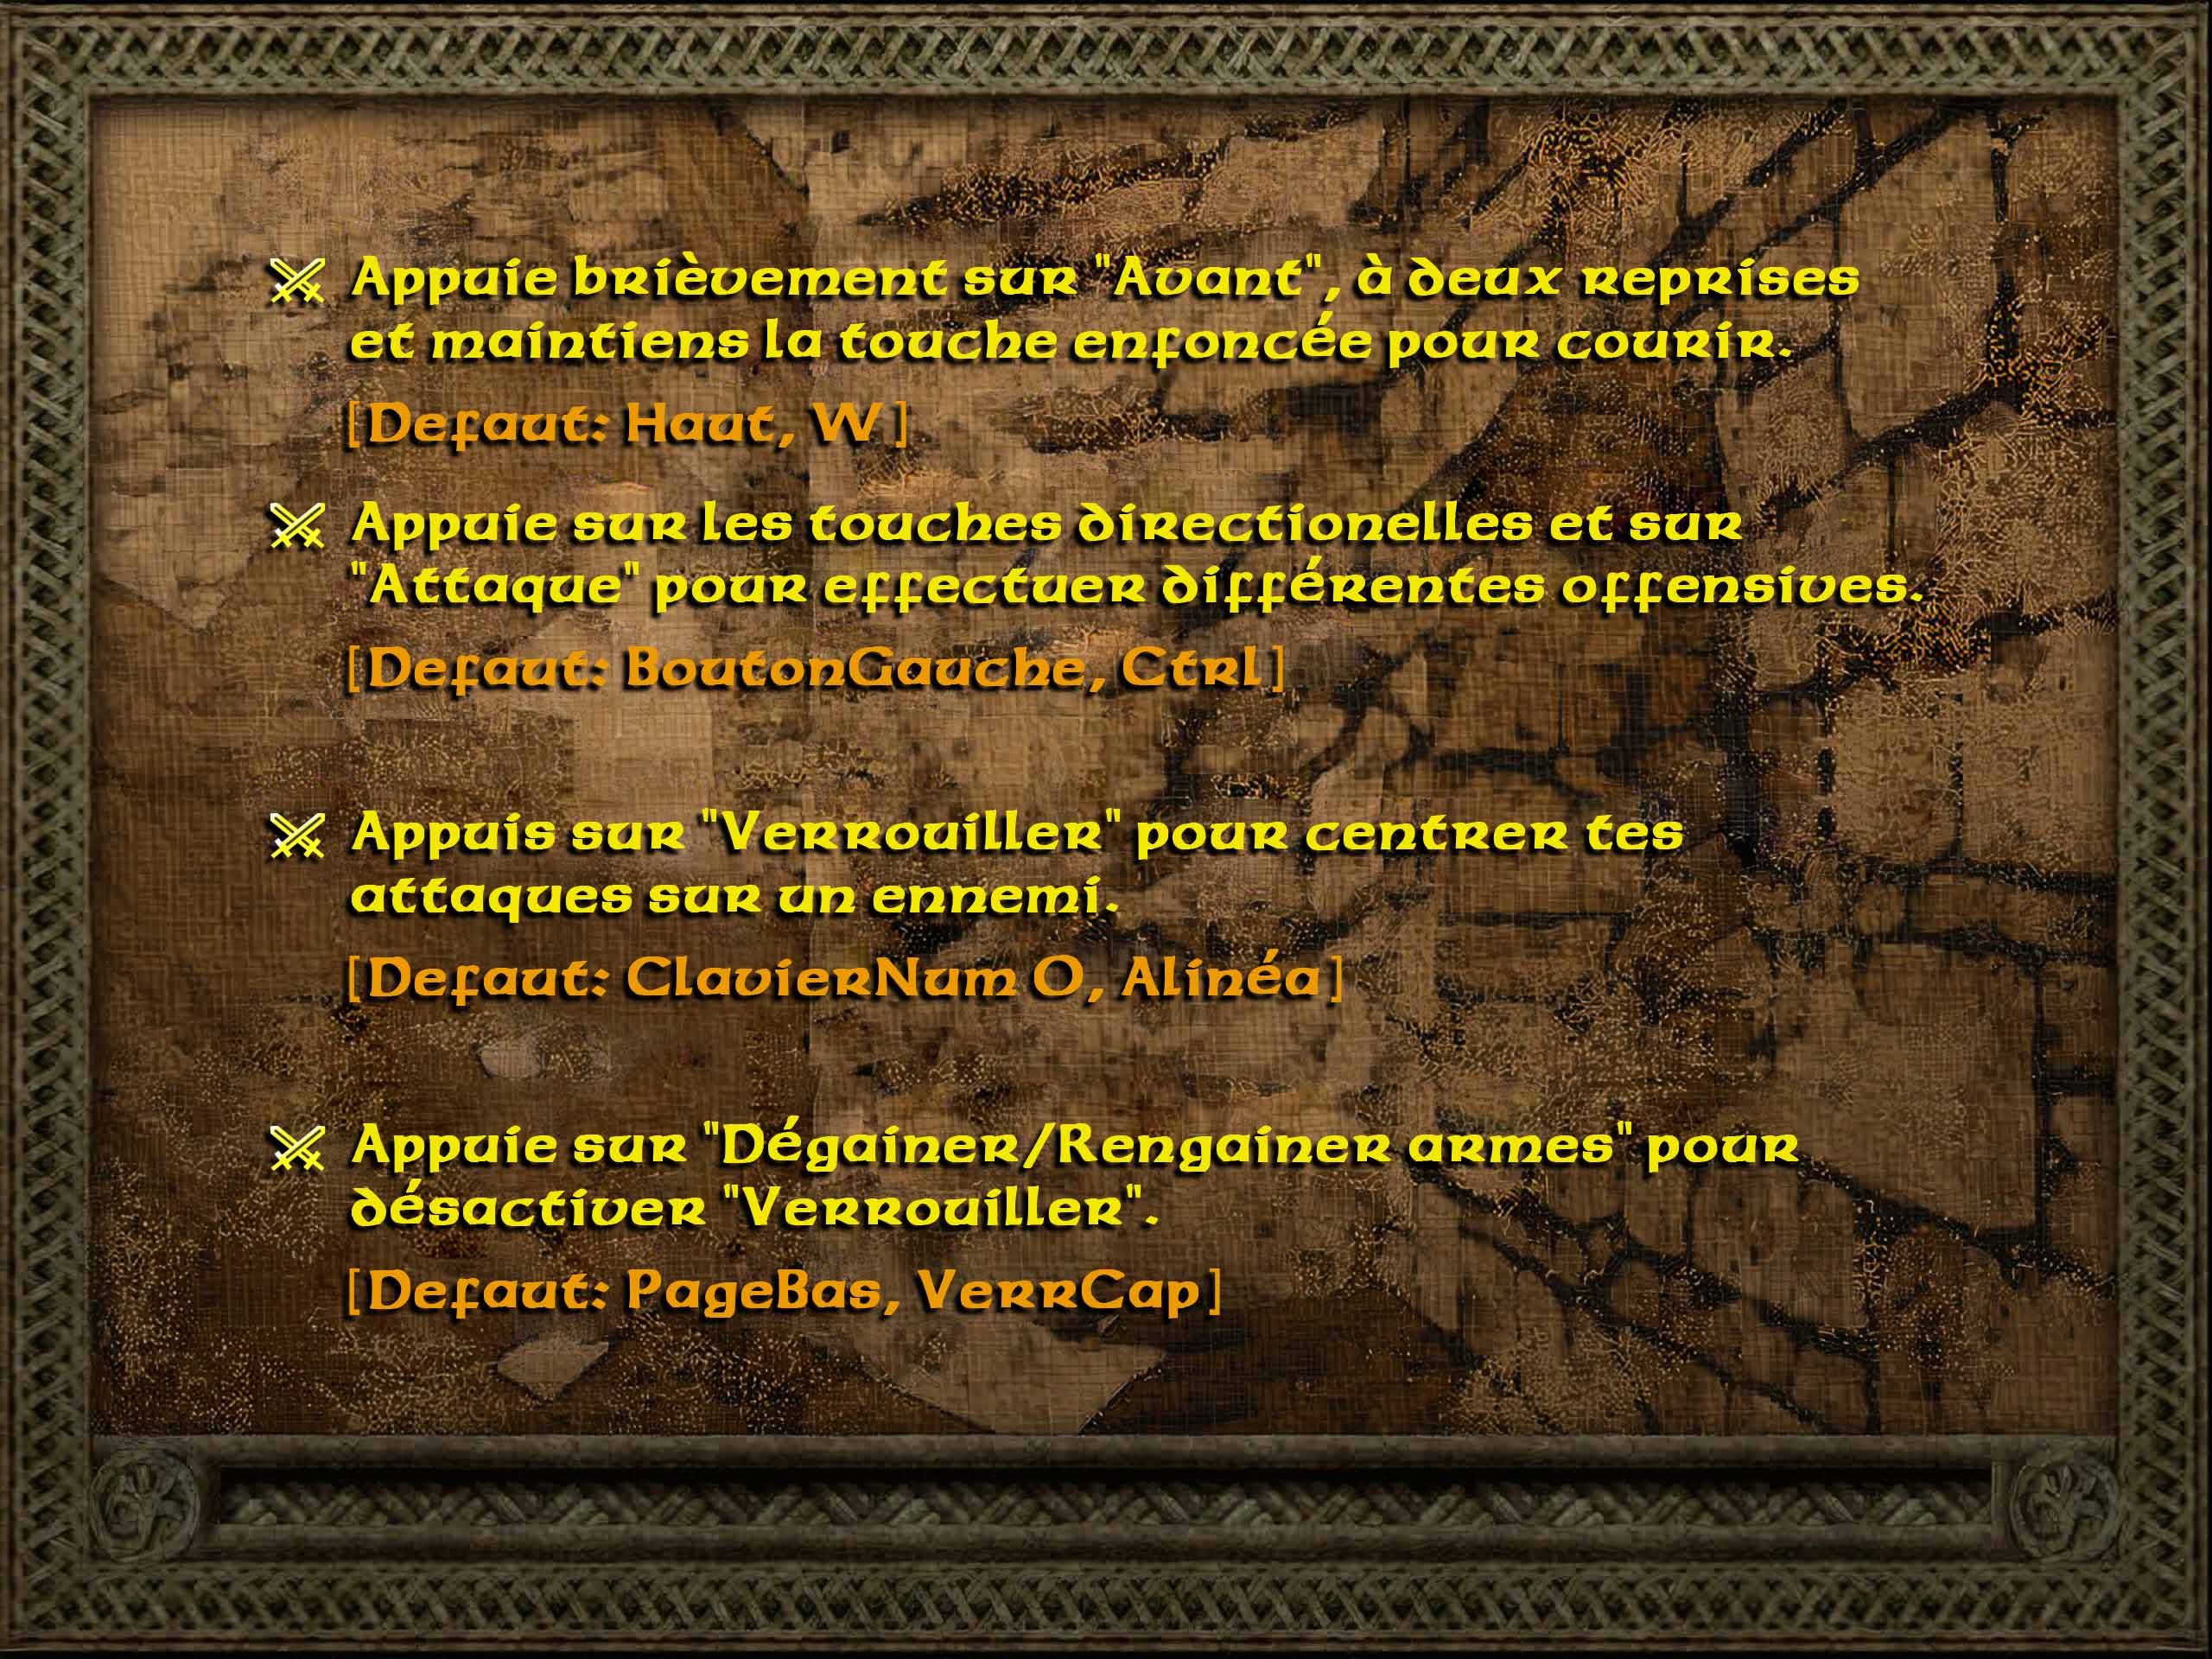 Appuie brièvement sur "Avant", à deux reprises
et maintiens la touche enfoncée pour courir.
[Defaut: Haut, W]
Appuie sur les touches directionelles et sur
"Attaque" pour effectuer différentes offensives.
[Defaut: BoutonGauche, Ctrl]
Appuis sur "Verrouiller" pour centrer tes
attaques sur un ennemi.
[Defaut: ClavierNum O, Alinéa]
Appuie sur "Dégainer/Rengainer armes" pour
désactiver "Verrouiller".
[Defaut: PageBas, VerrCap]